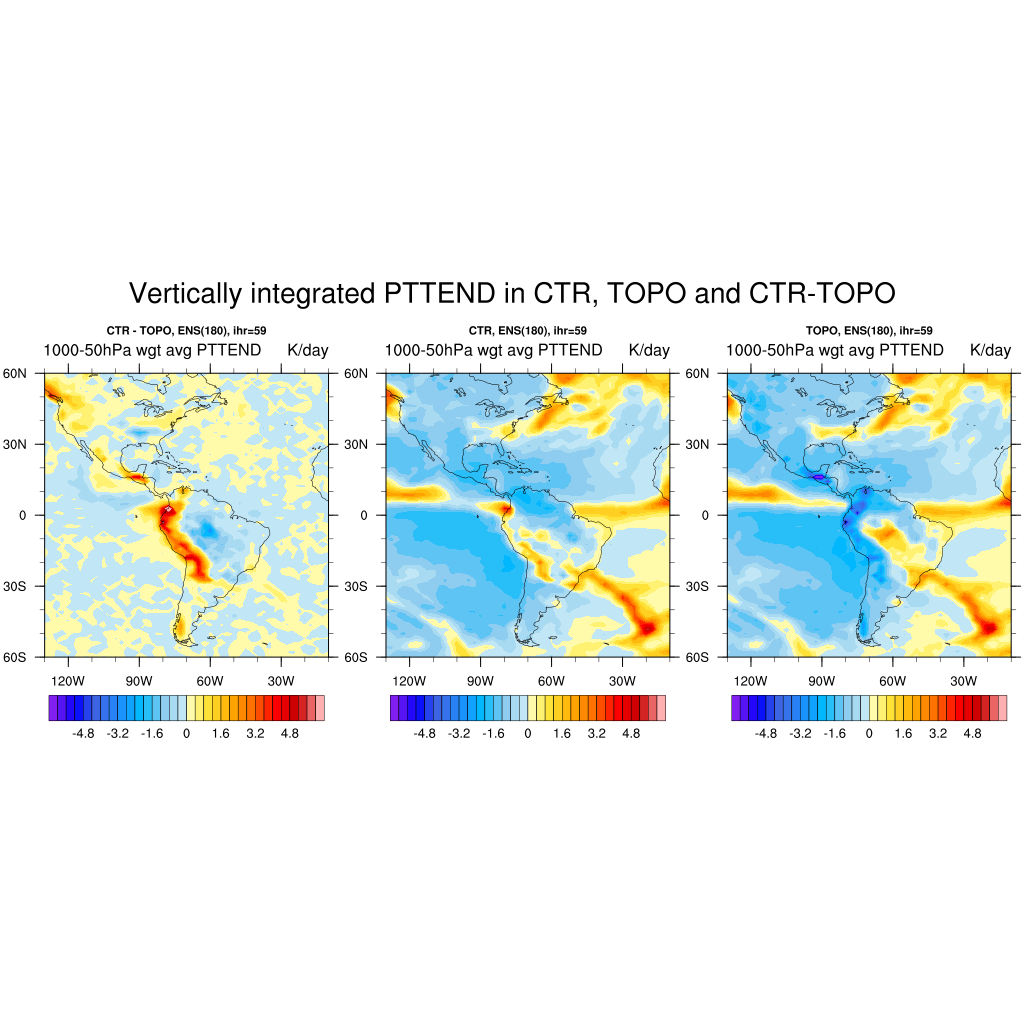 Vertically integrated PTTEND in CTR, TOPO and CTR-TOPO
CTR - TOPO, ENS(180), ihr=59
1000-50hPa wgt avg PTTEND K/day
60N
30N
0
30S
60S
120W 90W 60W 30W
-4.8 -3.2 -1.6 0 1.6 3.2 4.8
CTR, ENS(180), ihr=59
1000-50hPa wgt avg PTTEND K/day
60N
30N
0
30S
60S
120W 90W 60W 30W
-4.8 -3.2 -1.6 0 1.6 3.2 4.8
TOPO, ENS(180), ihr=59
1000-50hPa wgt avg PTTEND K/day
60N
30N
0
30S
60S
120W 90W 60W 30W
-4.8 -3.2 -1.6 0 1.6 3.2 4.8